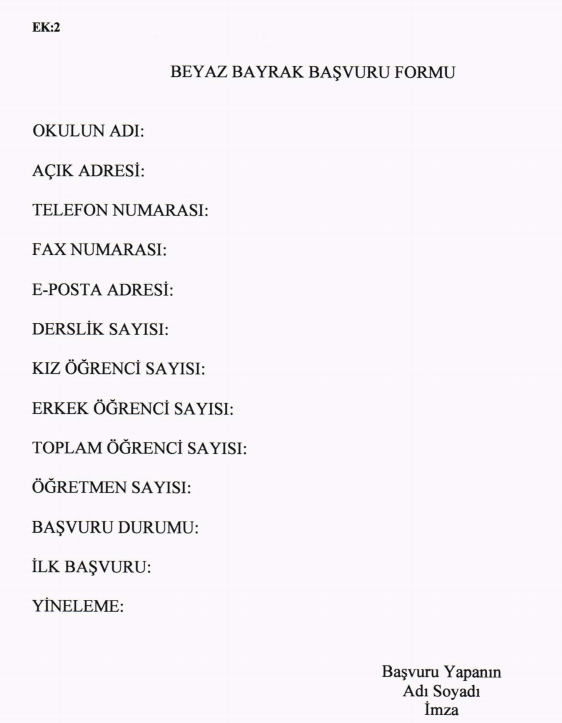 EK:2
BEYAZ BAYRAK BAŞVURU FORMU
OKULUN ADI:
AÇIK ADRESİ:
TELEFON NUMARASI:
FAX NUMARASI:
E-POSTA ADRESİ:
DERSLİK SAYISI:
KIZ ÖĞRENCİ SAYISI:
ERKEK ÖĞRENCİ SAYISI:
TOPLAM ÖĞRENCİ SAYISI:
ÖĞRETMEN SAYISI:
BAŞVURU DURUMU:
İLK BAŞVURU:
YİNELEME:
Başvuru Yapanın
Adı Soyadı
İmza